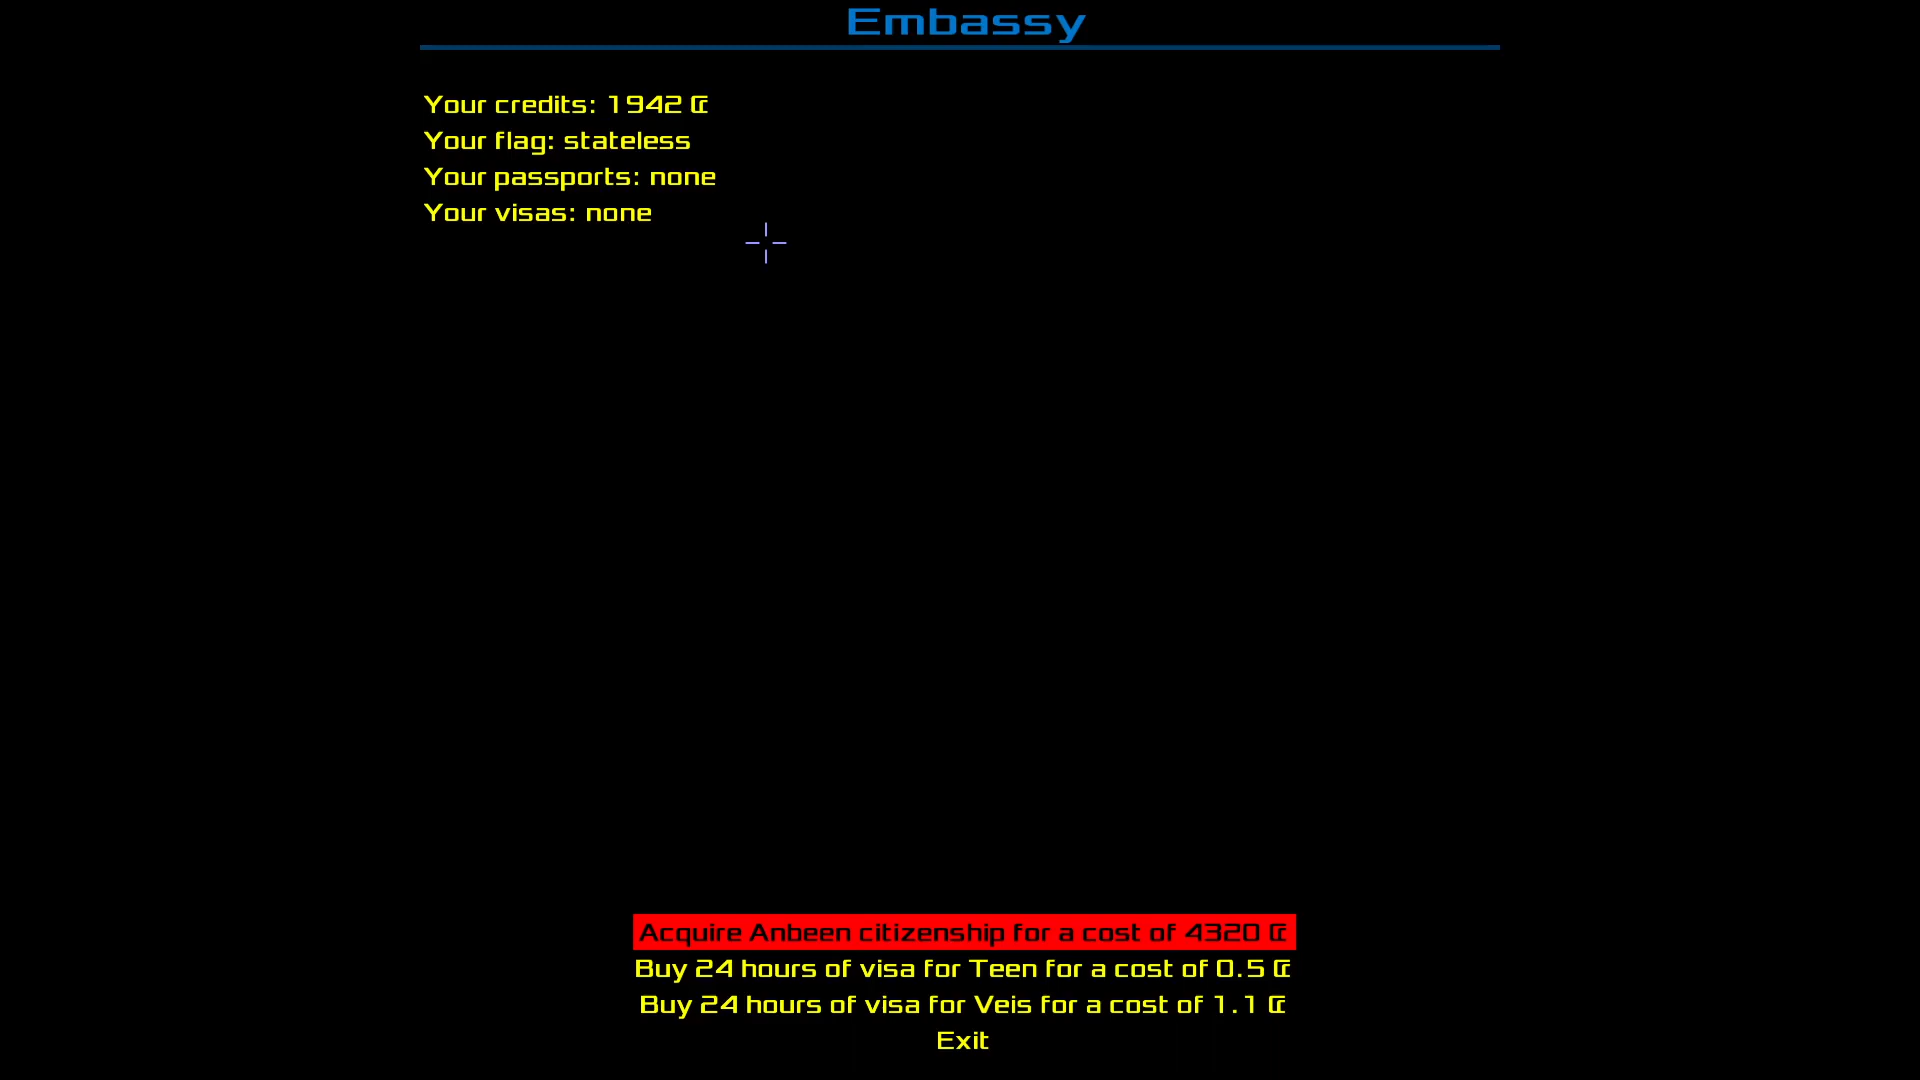 Embassy
Your credits: 1942 ₢
Your flag: stateless
Your passports: none
Your visas: none
Acquire Anbeen citizenship for a cost of 4320 ₢
Buy 24 hours of visa for Teen for a cost of 0.5 ₢
Buy 24 hours of visa for Veis for a cost of 1.1 ₢
Exit